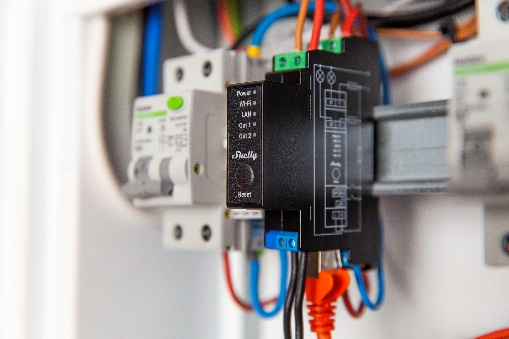 Power
Wi-Fi
LAN
Out 1
Out 2
Shelly
Reset